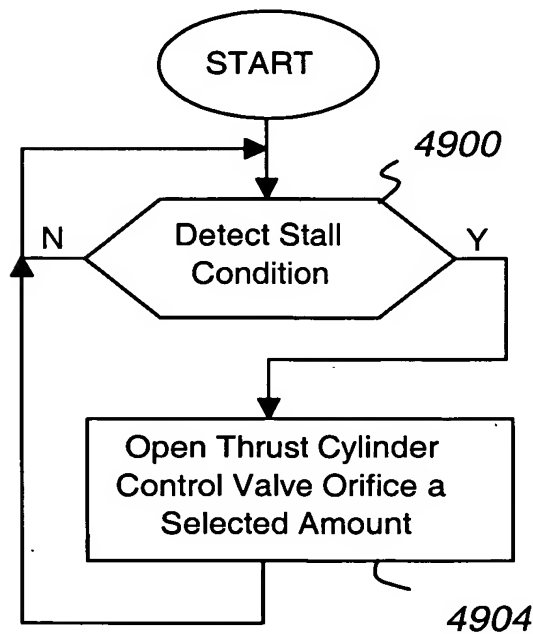 START
4900
N
Detect Stall
Condition
Y
Open Thrust Cylinder
Control Valve Orifice a
Selected Amount
4904